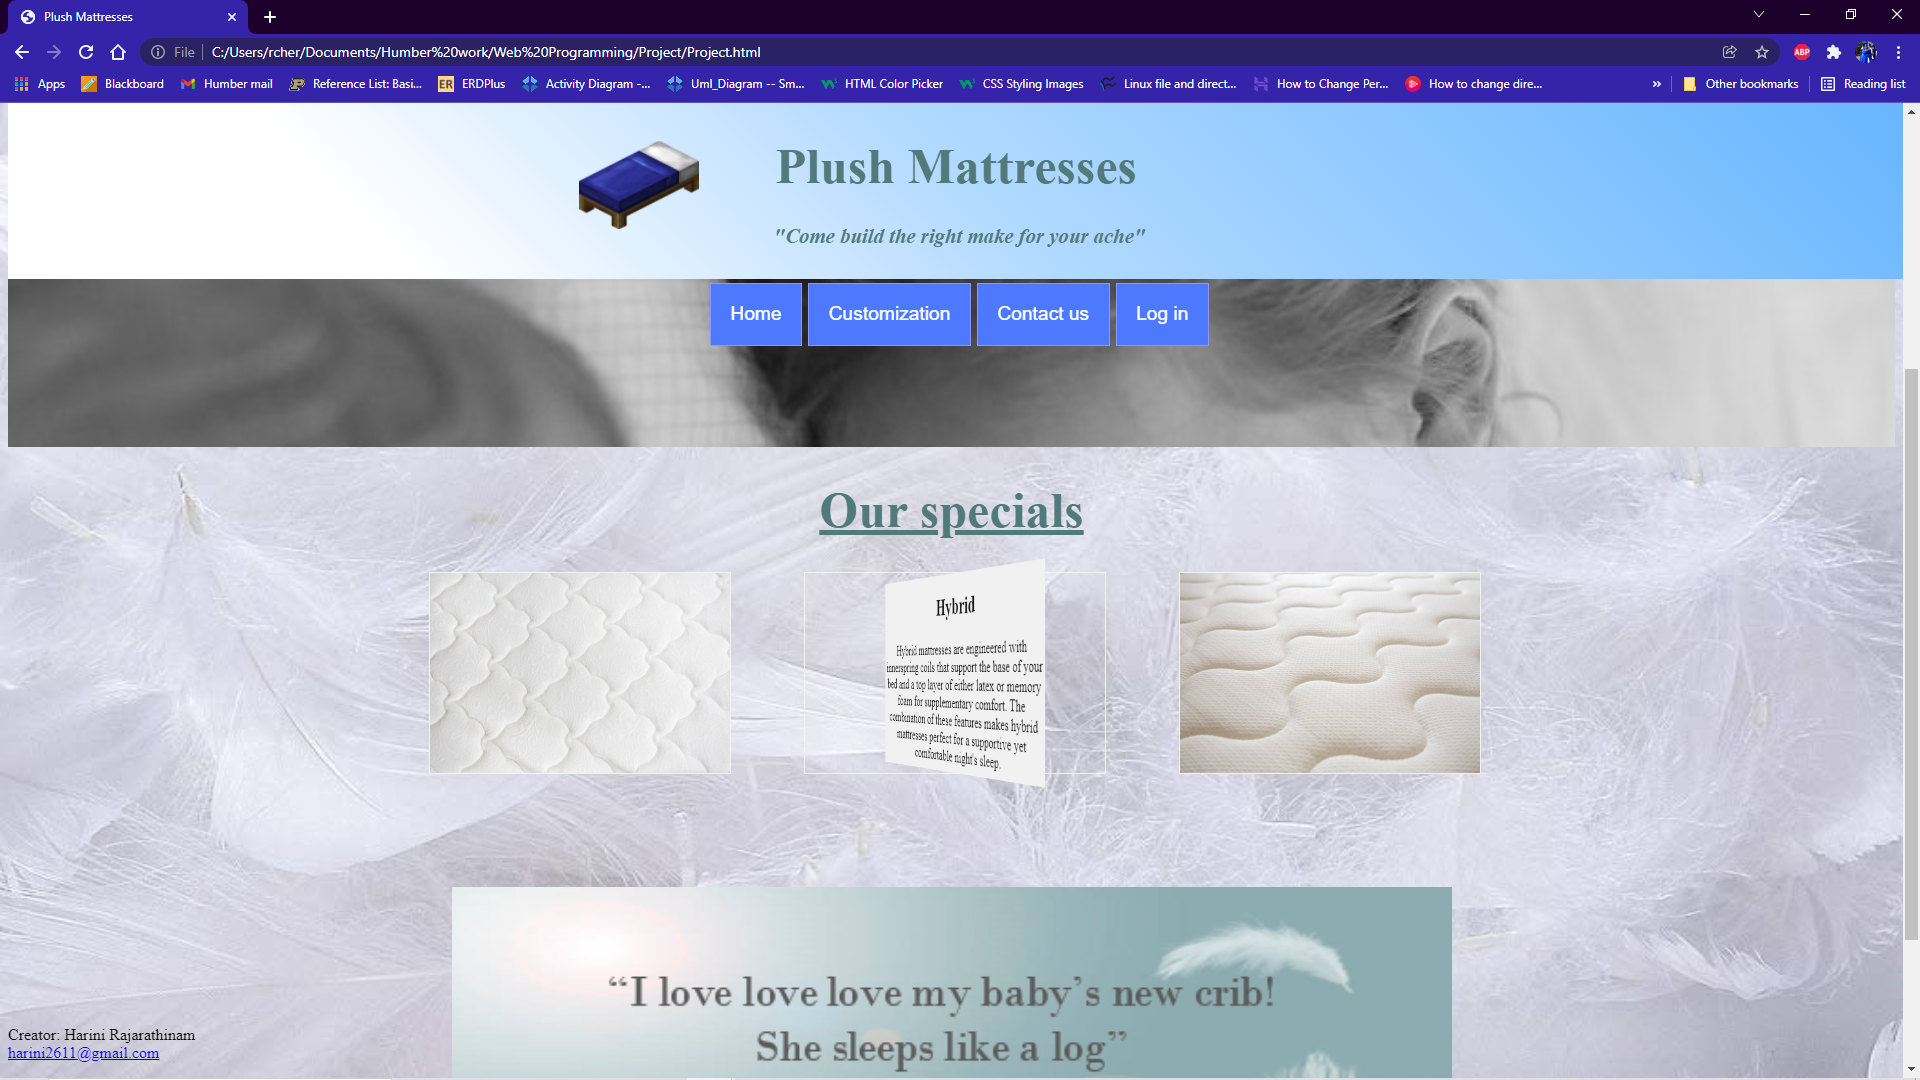 Plush Mattresses
File
C:/Users/rcher/Documents/Humber%20work/Web%20Programming/Project/Project.html
ABP
Apps
Blackboard
Humber mail
Reference List: Basi...
ER
ERDPlus
Activity Diagram -...
Uml_Diagram -- Sm...
HTML Color Picker
CSS Styling Images
Linux file and direct...
How to Change Per...
How to change dire...
»
Other bookmarks
Reading list
Plush Mattresses
"Come build the right make for your ache"
Home
Customization
Contact us
Log in
Our specials
Hybrid
Hybrid mattresses are engineered with
innerspring coils that support the base of your
bed and a top layer of either latex or memory
foam for supplementary comfort. The
combination of these features makes hybrid
mattresses perfect for a supportive yet
comfortable night's sleep.
“I love love love my baby’s new crib!
She sleeps like a log”
Creator: Harini Rajarathinam
harini2611@gmail.com